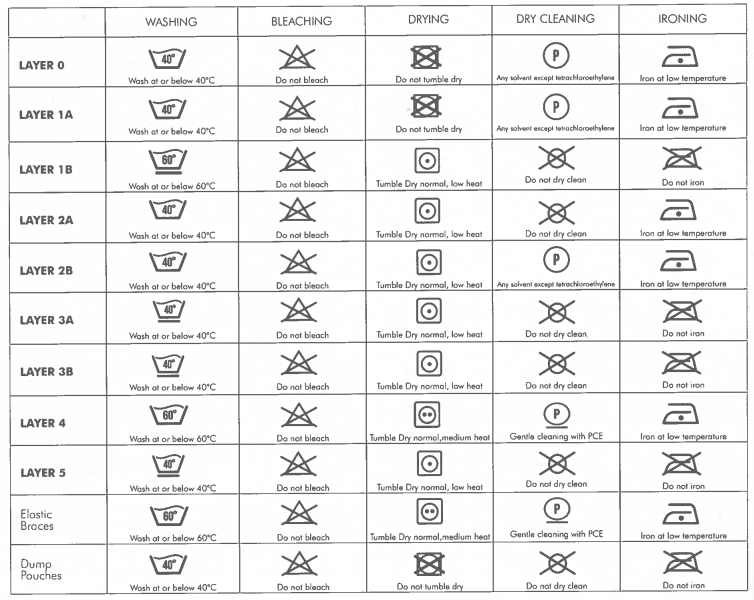 WASHING BLEACHING DRYING DRY CLEANING IRONING
LAYER 0 40° P
Wash at or below 40°C Do not bleach Do not tumble dry Any solvent except tetrachloroethylene Iron at low temperature
LAYER 1A 40° P
Wash at or below 40°C Do not bleach Do not tumble dry Any solvent except tetrachloroethylene Iron at low temperature
LAYER 1B 60°
Wash at or below 60°C Do not bleach Tumble Dry normal, low heat Do not dry clean Do not iron
LAYER 2A 40°
Wash at or below 40°C Do not bleach Tumble Dry normal, low heat Do not dry clean Iron at low temperature
LAYER 2B 40° P
Wash at or below 40°C Do not bleach Tumble Dry normal, low heat Any solvent except tetrachloroethylene Iron at low temperature
LAYER 3A 40°
Wash at or below 40°C Do not bleach Tumble Dry normal, low heat Do not dry clean Do not iron
LAYER 3B 40°
Wash at or below 40°C Do not bleach Tumble Dry normal, low heat Do not dry clean Do not iron
LAYER 4 60° P
Wash at or below 60°C Do not bleach Tumble Dry normal,medium heat Gentle cleaning with PCE Iron at low temperature
LAYER 5 40°
Wash at or below 40°C Do not bleach Tumble Dry normal, low heat Do not dry clean Do not iron
Elastic
Braces 60° P
Wash at or below 60°C Do not bleach Tumble Dry normal,medium heat Gentle cleaning with PCE Iron at low temperature
Dump
Pouches 40°
Wash at or below 40°C Do not bleach Do not tumble dry Do not dry clean Do not iron